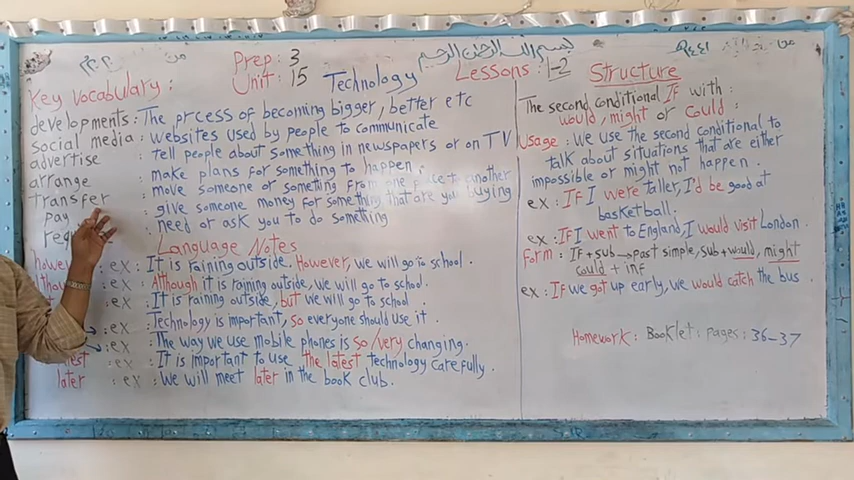 بسم الله الرحمن الرحيم
Prep: 3
Unit: 15 Technology Lessons: 1-2
Key Vocabulary:
developments: The prcess of becoming bigger, better etc
social media: websites used by people to communicate
advertise : tell people about something in newspapers or on TV
arrange : make plans for something to happen.
transfer : move someone or something from one place to another
pay : give someone money for something that are you buying
: need or ask you to do something
Language Notes
: ex: It is raining outside. However, we will go to school.
: ex: Although it is raining outside, we will go to school.
: ex: It is raining outside, but we will go to school
: ex: Technology is important, so everyone should use it.
: ex: The way we use mobile phones is so/very changing.
: ex: It is important to use the latest technology carefully.
later : ex: We will meet later in the book club.
Structure
The second conditional If with:
would, might or Could:
Usage: We use the second conditional to
talk about situations that are either
impossible or might not happen.
ex: If I were taller, I'd be good at
basketball.
ex: If I went to England, I would visit London
Form: If + sub → past simple, sub + would, might
could + inf
ex: If we got up early, we would catch the bus.
Homework: Booklet: pages: 36-37